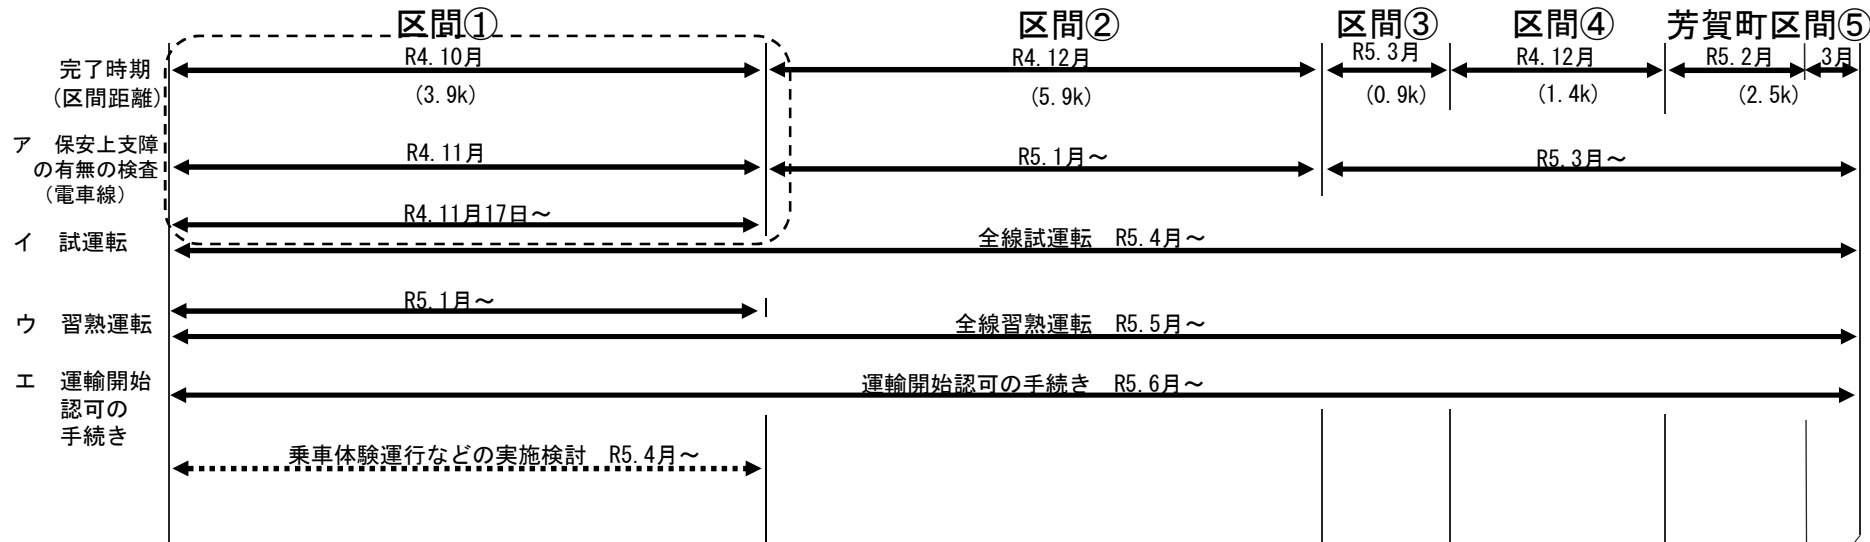 区間① 区間② 区間③ 区間④ 芳賀町区間⑤
完了時期 R4.10月 R4.12月 R5.3月 R4.12月 R5.2月 3月
(区間距離) (3.9k) (5.9k) (0.9k) (1.4k) (2.5k)
ア 保安上支障
の有無の検査
(電車線)
R4.11月 R5.1月～ R5.3月～
R4.11月17日～
イ 試運転 全線試運転 R5.4月～
R5.1月～
ウ 習熟運転 全線習熟運転 R5.5月～
エ 運輸開始
認可の
手続き
運輸開始認可の手続き R5.6月～
乗車体験運行などの実施検討 R5.4月～